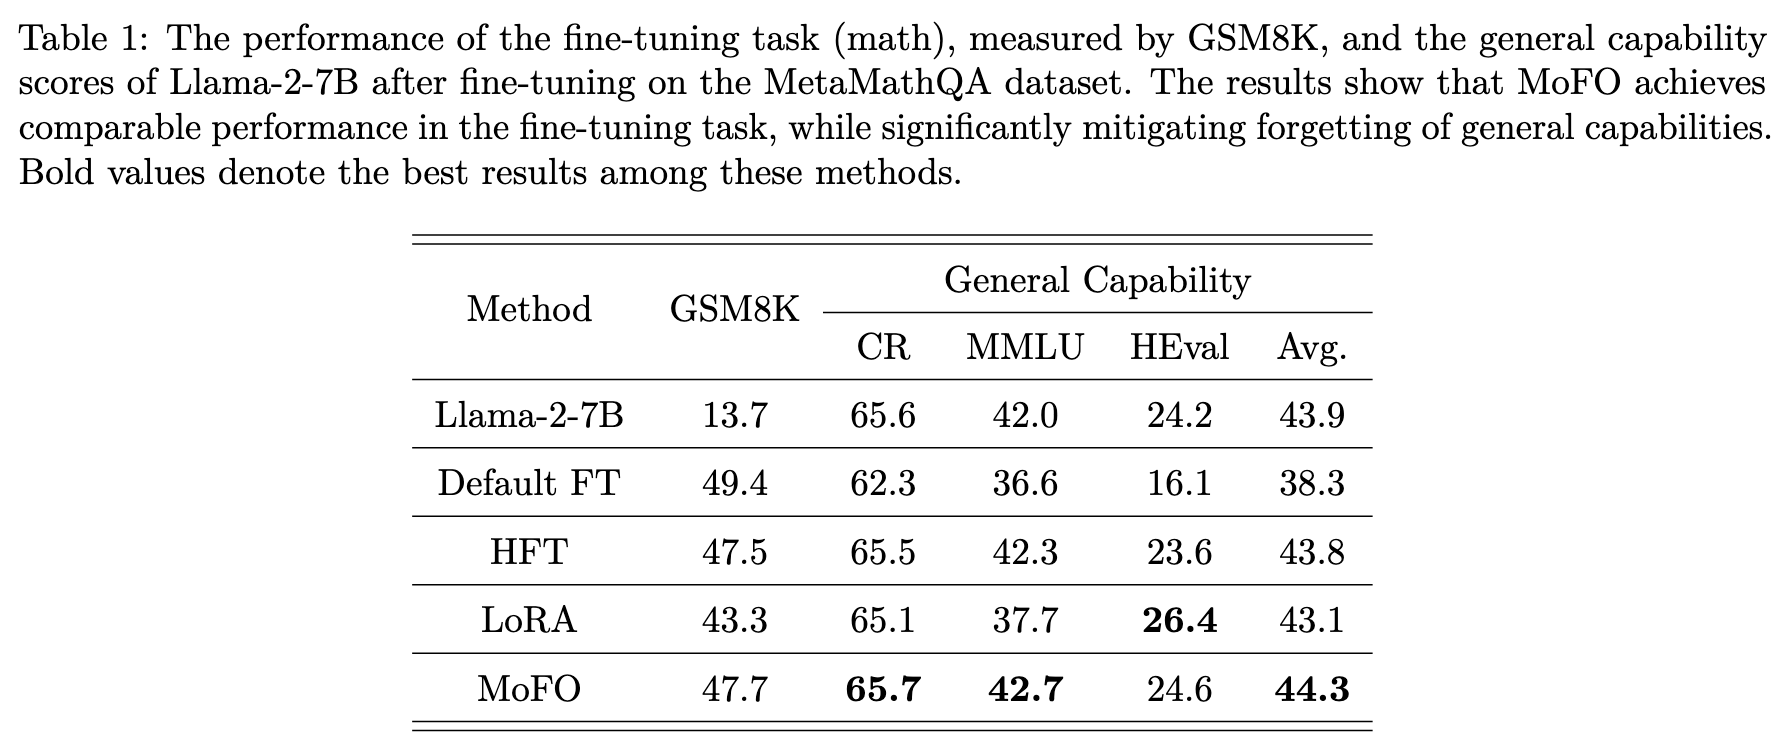 Table 1: The performance of the fine-tuning task (math), measured by GSM8K, and the general capability
scores of Llama-2-7B after fine-tuning on the MetaMathQA dataset. The results show that MoFO achieves
comparable performance in the fine-tuning task, while significantly mitigating forgetting of general capabilities.
Bold values denote the best results among these methods.
Method GSM8K General Capability
CR MMLU HEval Avg.
Llama-2-7B 13.7 65.6 42.0 24.2 43.9
Default FT 49.4 62.3 36.6 16.1 38.3
HFT 47.5 65.5 42.3 23.6 43.8
LoRA 43.3 65.1 37.7 26.4 43.1
MoFO 47.7 65.7 42.7 24.6 44.3